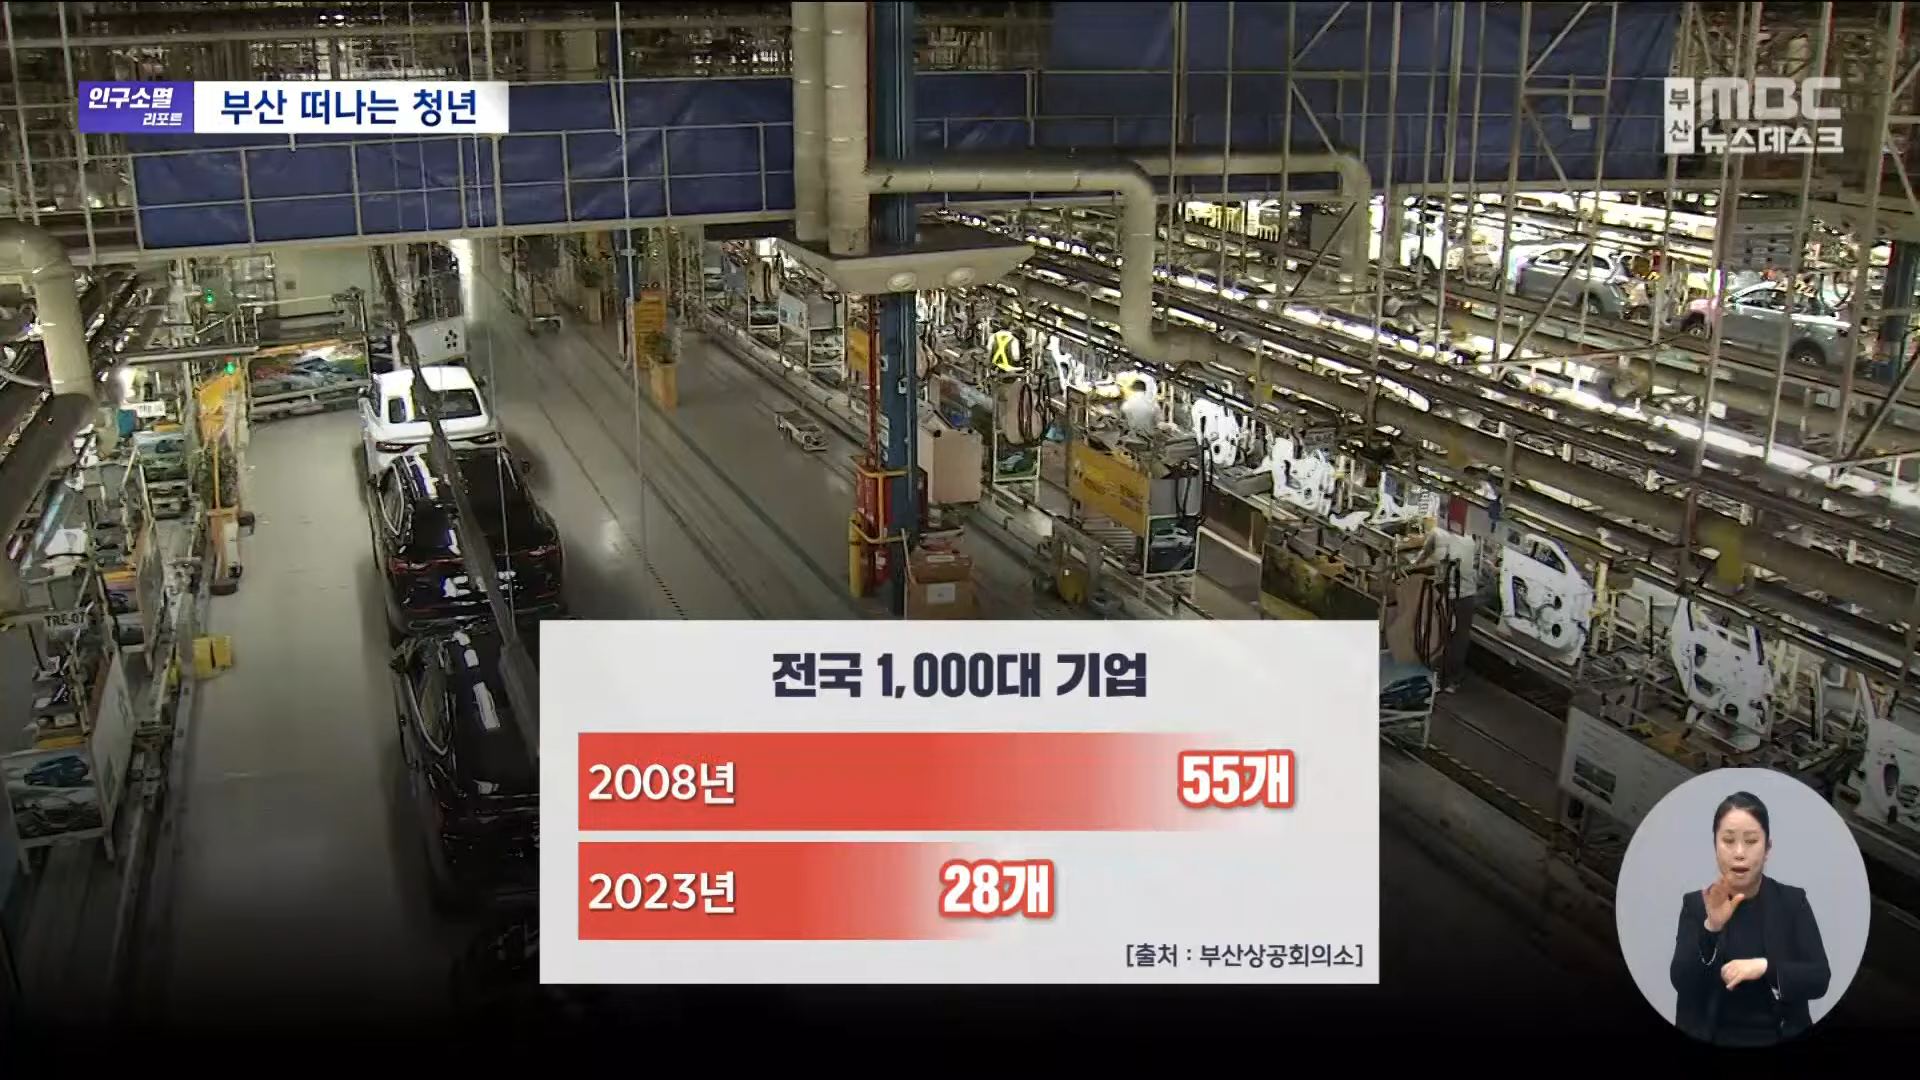 인구소멸
리포트
부산 떠나는 청년
부산
MBC
뉴스데스크
TRE-07
전국 1,000대 기업
2008년 55개
2023년 28개
[출처 : 부산상공회의소]